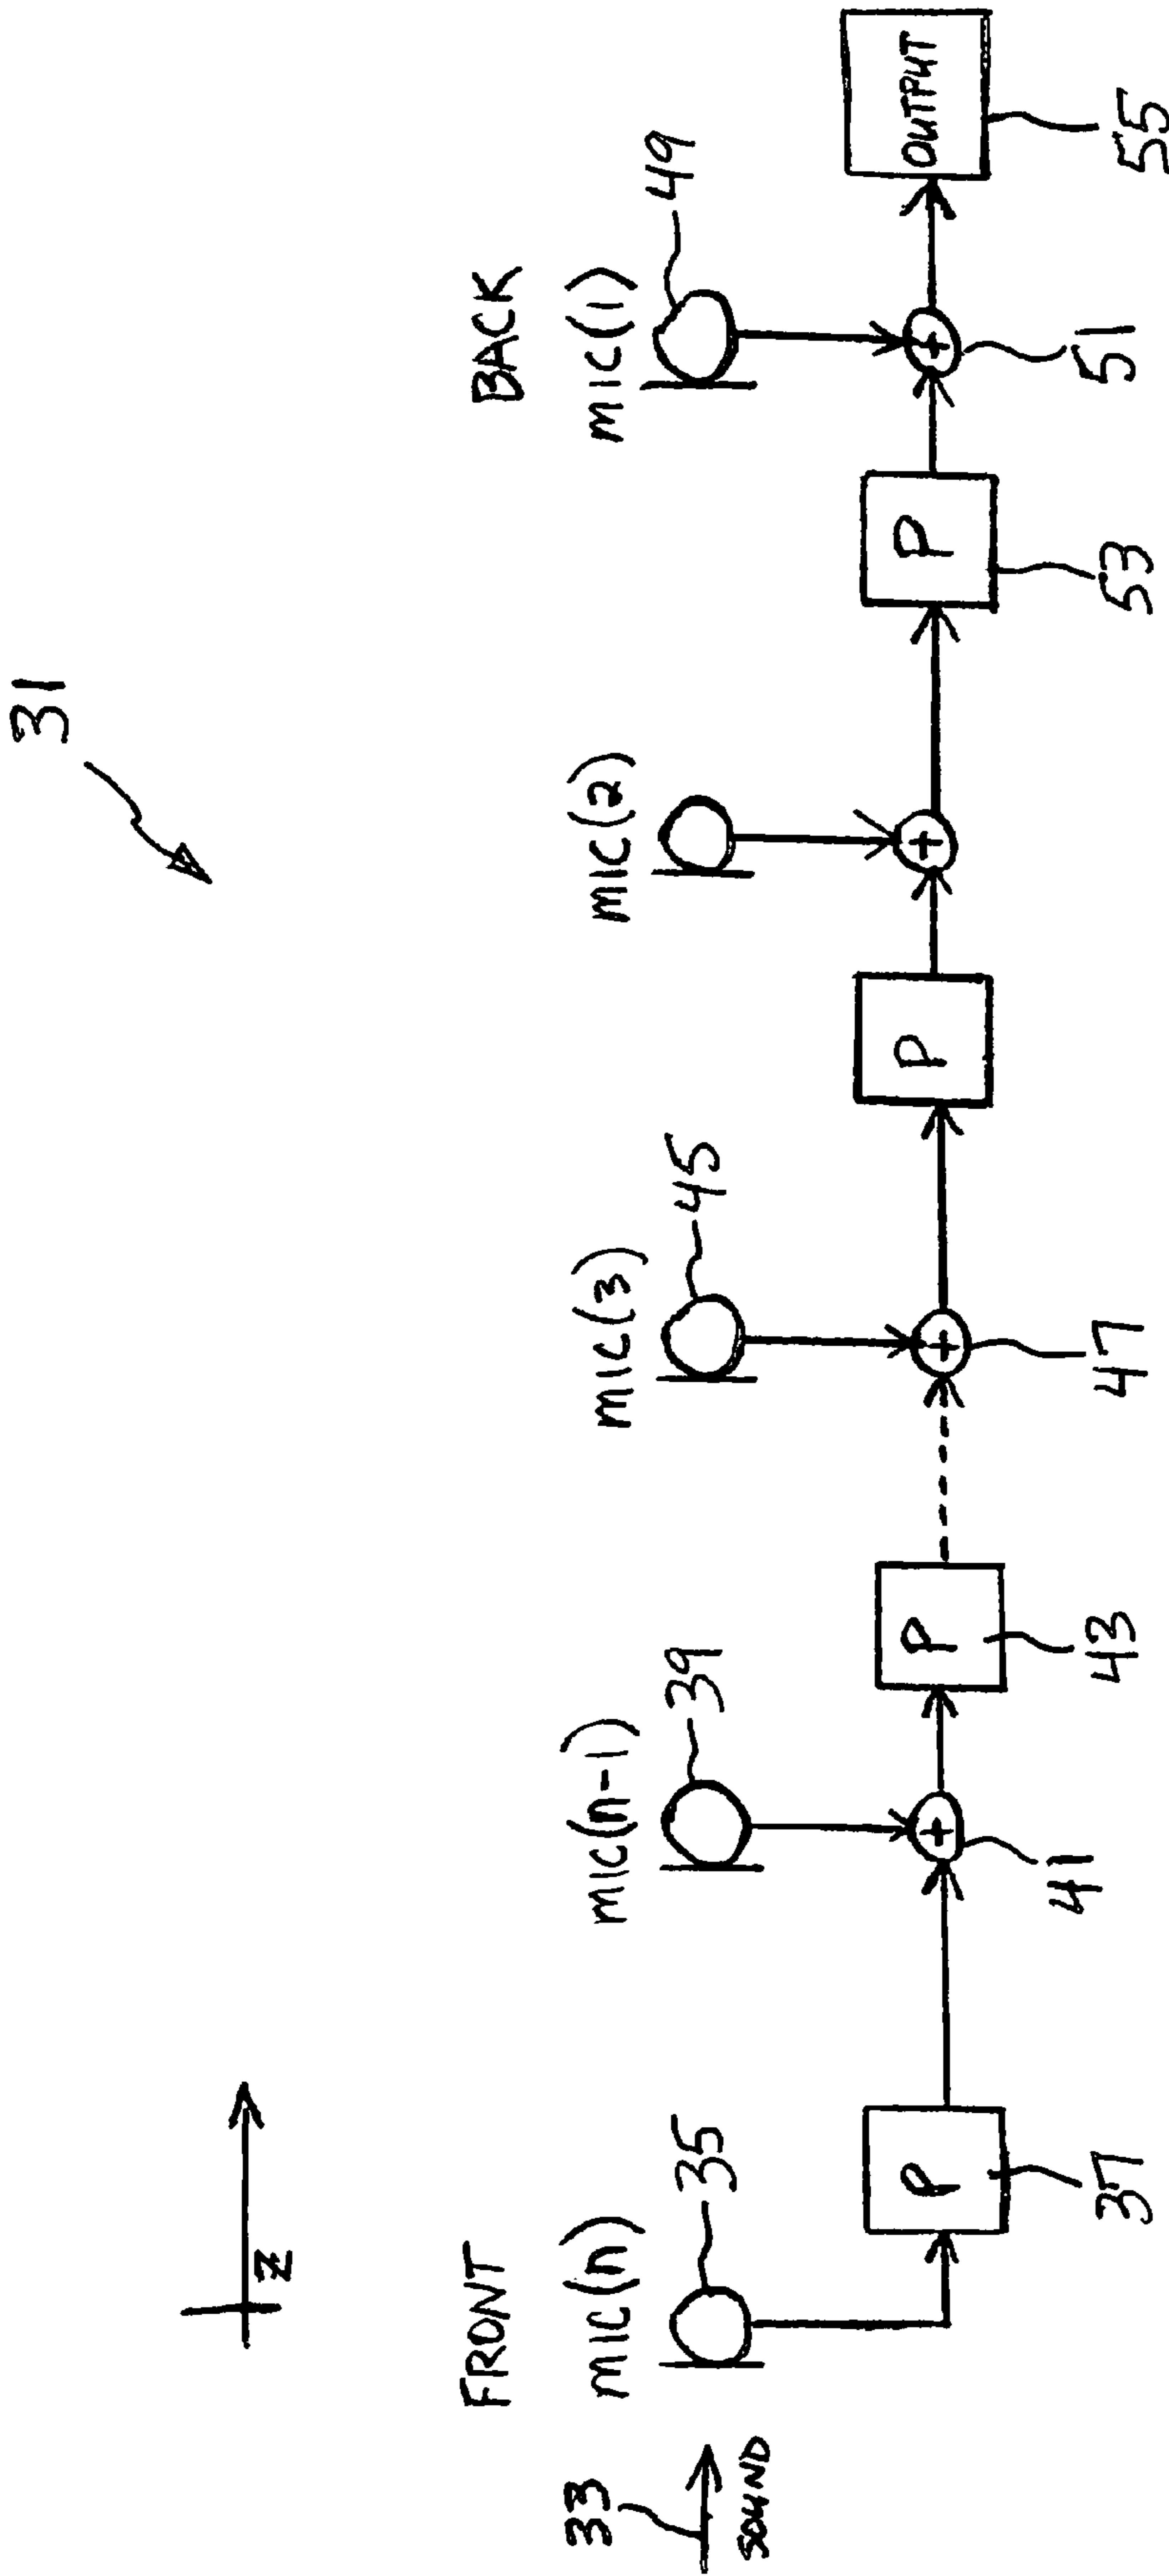 31
Z
FRONT
BACK
mic(n)
mic(n-1)
mic(3)
mic(2)
mic(1)
33
35
39
45
49
SOUND
P
P
P
P
OUTPUT
37
41
43
47
53
51
55